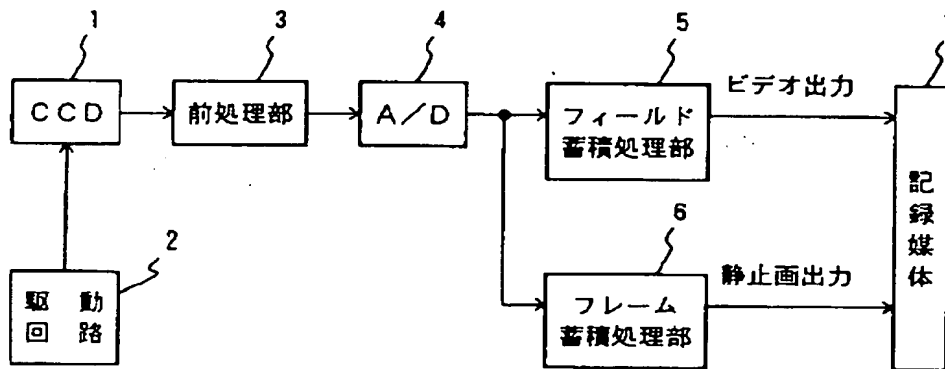 1
3
4
5
ＣＣＤ
前処理部
Ａ／Ｄ
フィールド
蓄積処理部
ビデオ出力
記録媒体
2
駆動
回路
6
フレーム
蓄積処理部
静止画出力